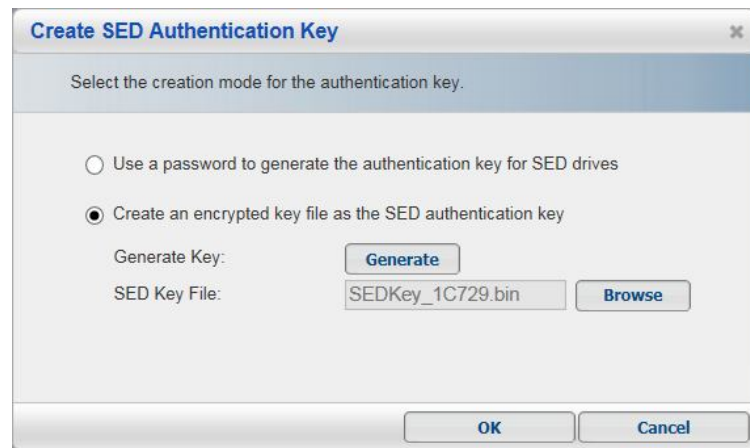 Create SED Authentication Key
Select the creation mode for the authentication key.
Use a password to generate the authentication key for SED drives
Create an encrypted key file as the SED authentication key
Generate Key: Generate
SED Key File: SEDKey_1C729.bin Browse
OK Cancel